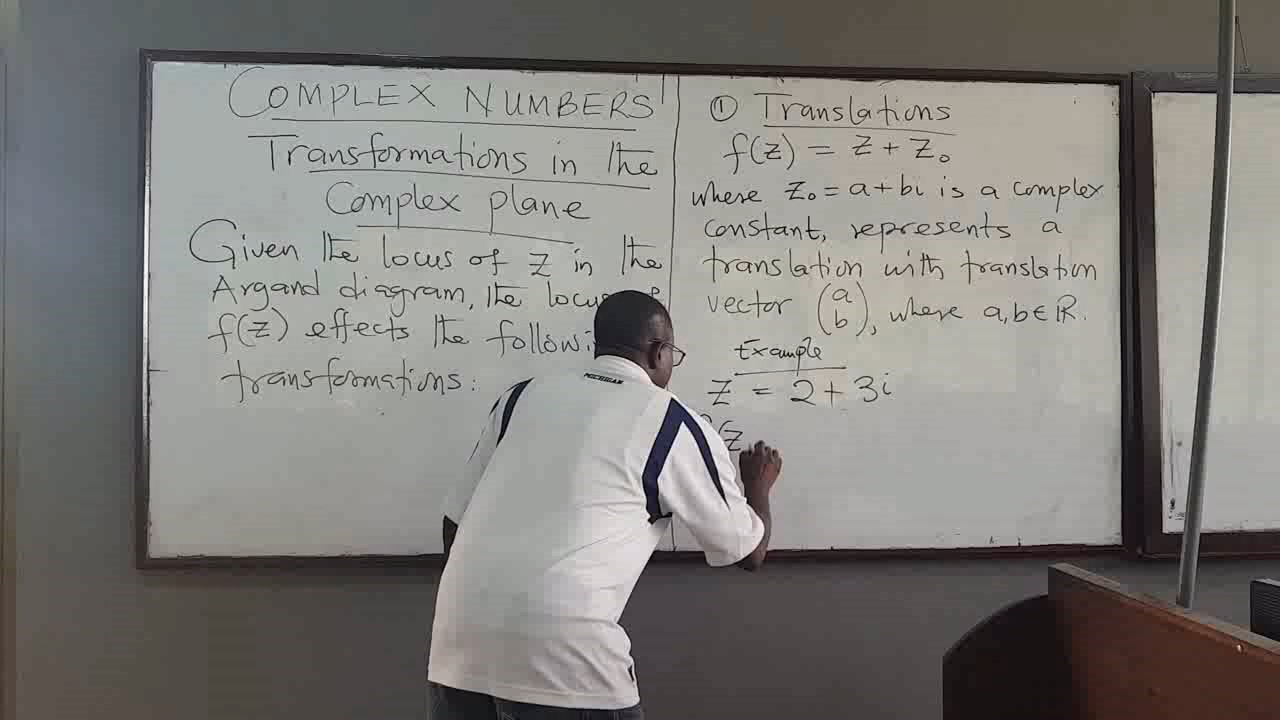 COMPLEX NUMBERS
Transformations in the
Complex plane
Given the locus of z in the
Argand diagram, the locus
f(z) effects the
transformations:
① Translations
f(z) = z + z₀
where z₀ = a + bi is a complex
constant, represents a
translation with translation
vector (a b), where a, b ∈ ℝ.
Example
z = 2 + 3i
(z
MICHIGAN